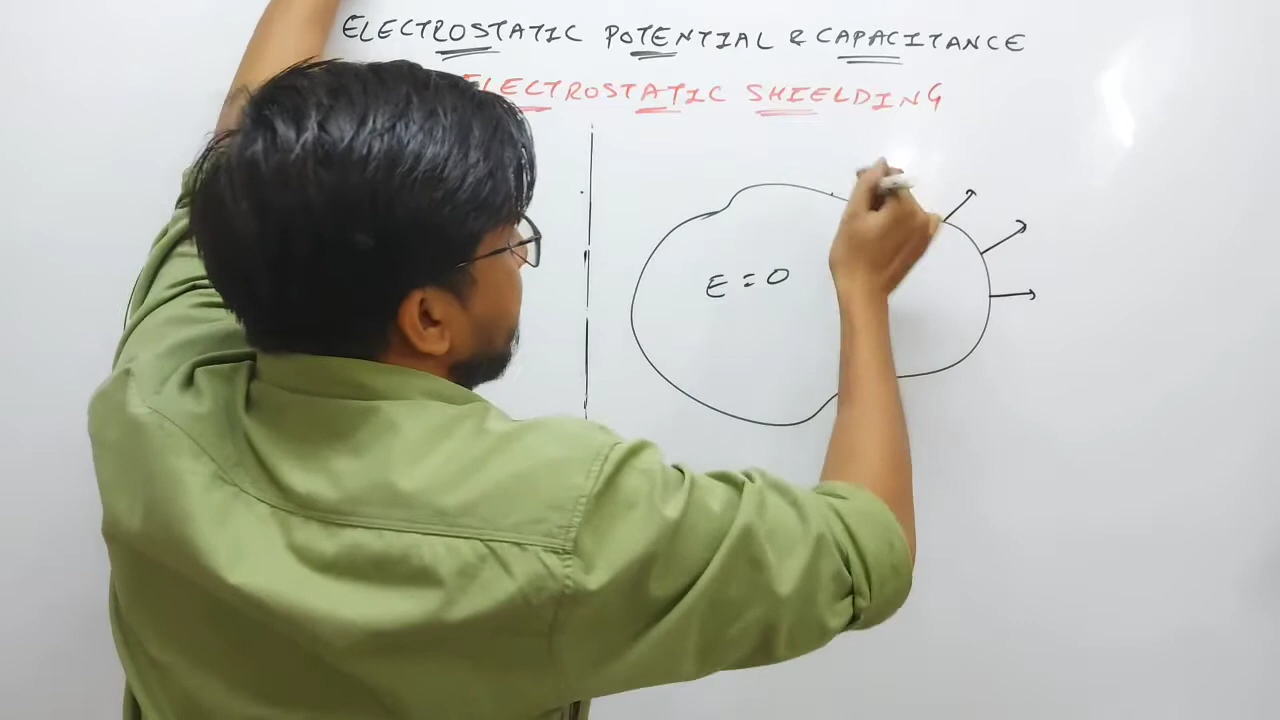 ELECTROSTATIC POTENTIAL & CAPACITANCE
ELECTROSTATIC SHIELDING
E = 0